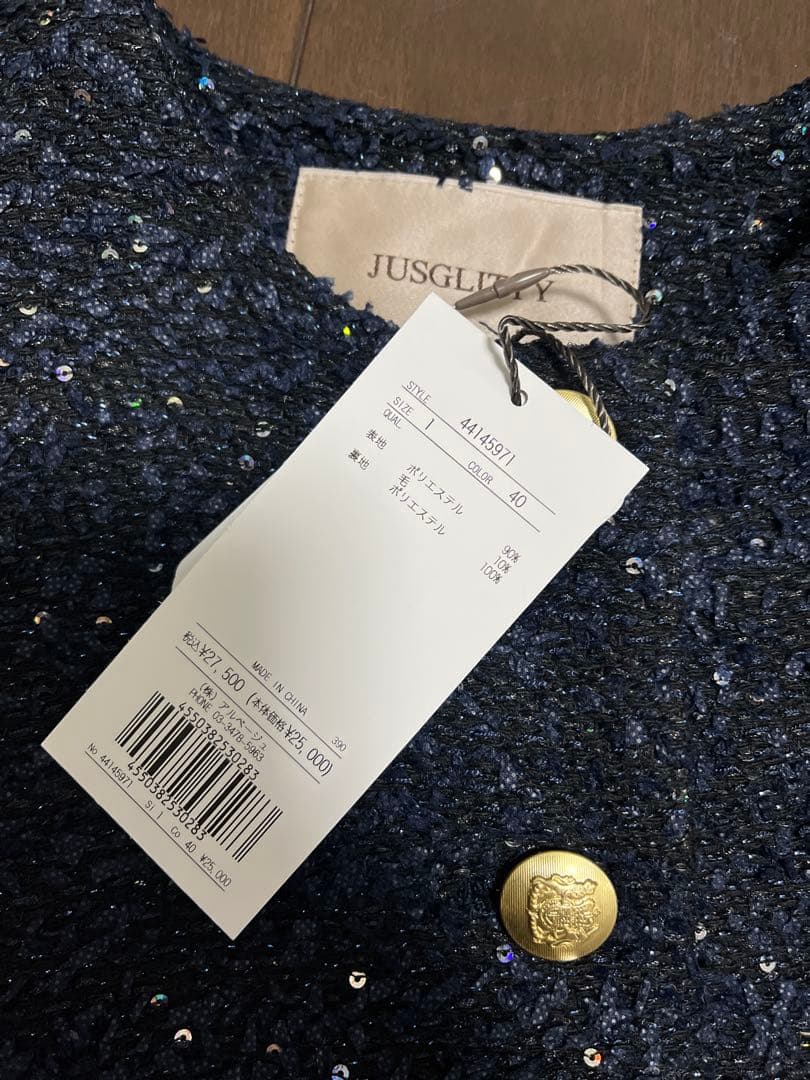 JUSGLITTY
STYLE 44145971
SIZE 1 COLOR 40
QUAL.
表地 ポリエステル 90%
毛 10%
裏地 ポリエステル 100%
MADE IN CHINA 390
税込¥27,500 (本体価格¥25,000)
(株) アルページュ
PHONE 03-3478-5963
4550382530283
4550382530283
No 44145971 Si 1 Co 40 ¥25,000